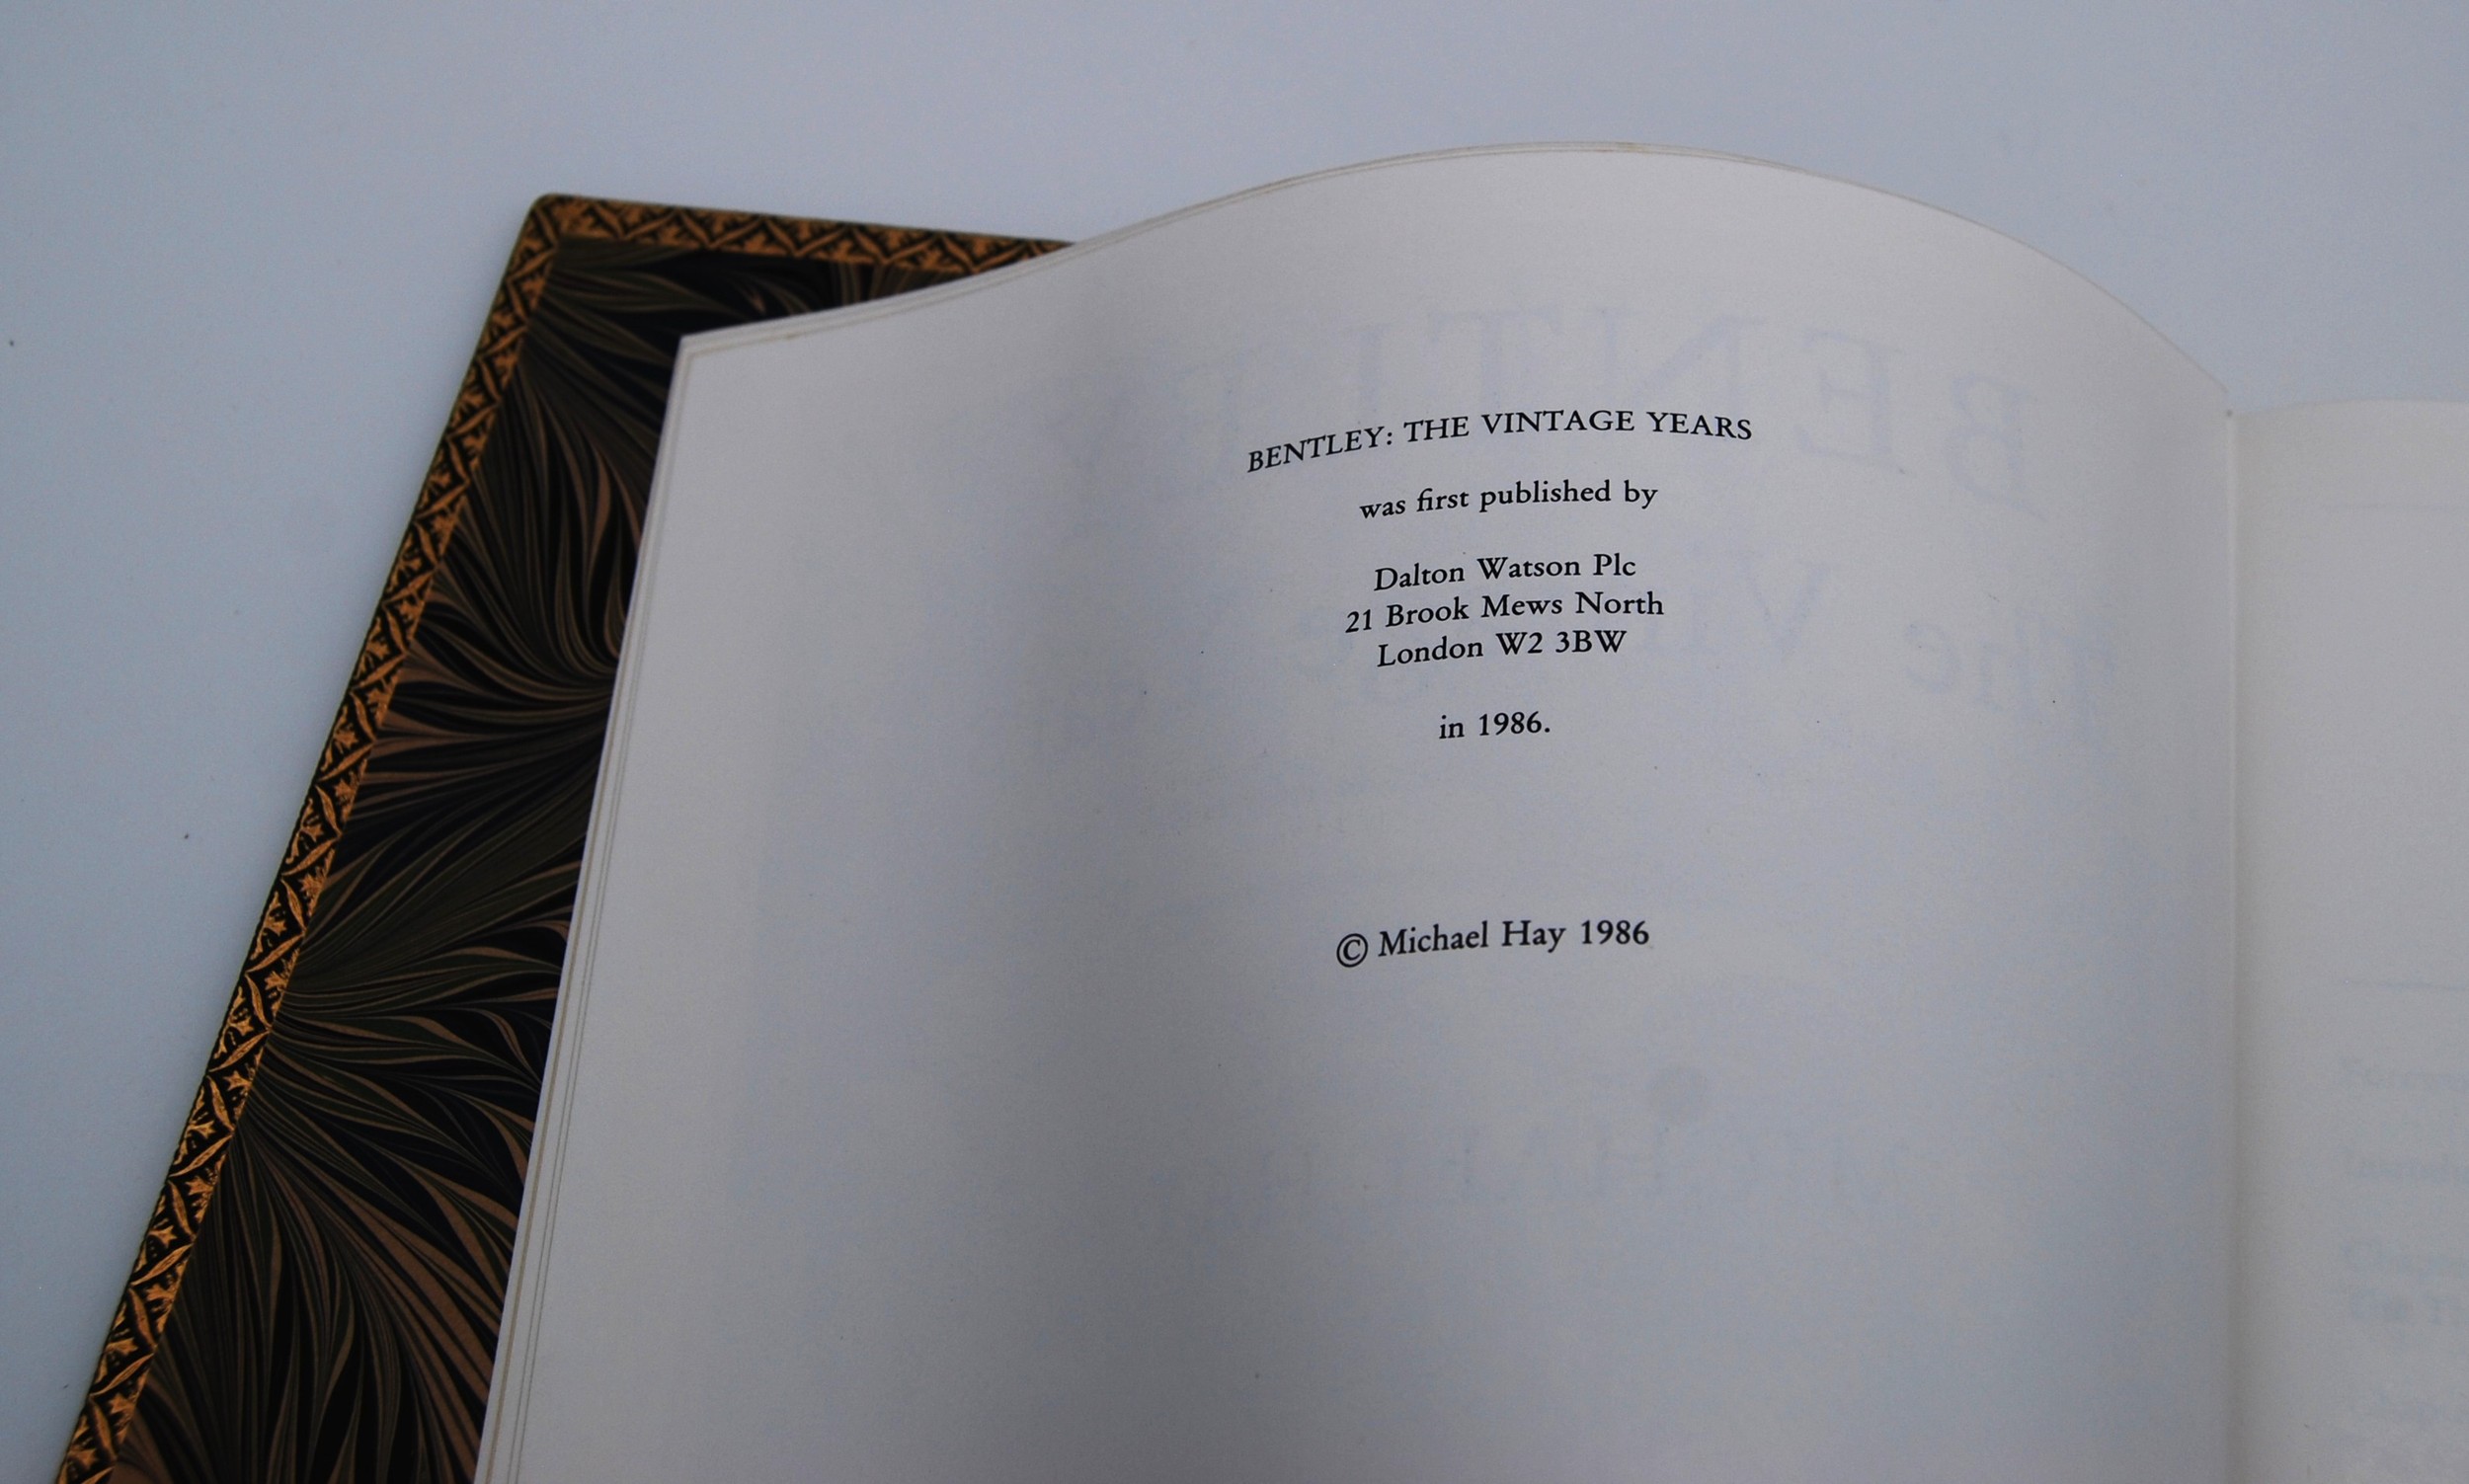 BENTLEY: THE VINTAGE YEARS
was first published by
Dalton Watson Plc
21 Brook Mews North
London W2 3BW
in 1986.
© Michael Hay 1986